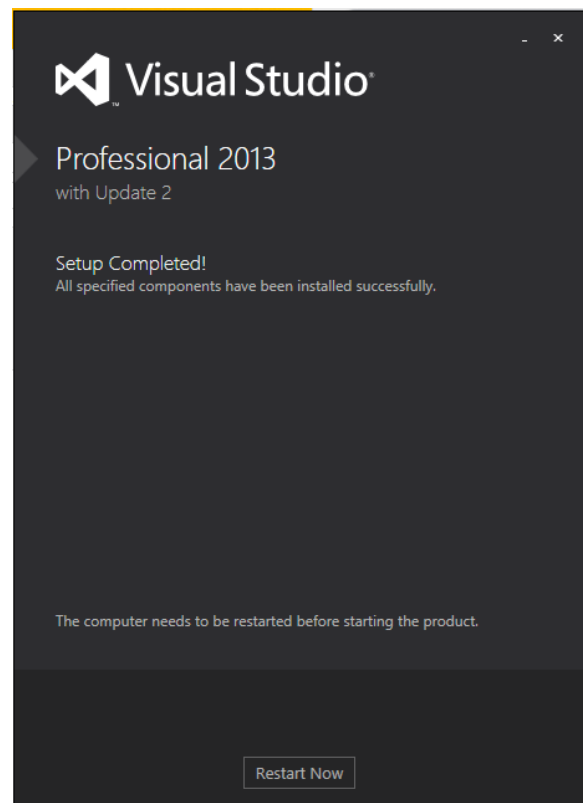 Visual Studio®
™
Professional 2013
with Update 2
Setup Completed!
All specified components have been installed successfully.
The computer needs to be restarted before starting the product.
Restart Now